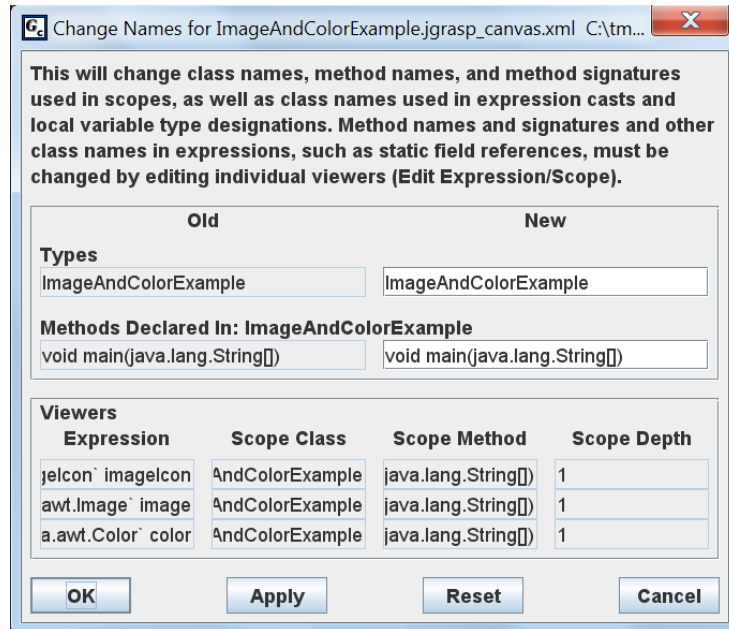 Gc Change Names for ImageAndColorExample.jgrasp_canvas.xml C:\tm... X
This will change class names, method names, and method signatures
used in scopes, as well as class names used in expression casts and
local variable type designations. Method names and signatures and other
class names in expressions, such as static field references, must be
changed by editing individual viewers (Edit Expression/Scope).
Old New
Types
ImageAndColorExample ImageAndColorExample
Methods Declared In: ImageAndColorExample
void main(java.lang.String[]) void main(java.lang.String[])
Viewers
Expression Scope Class Scope Method Scope Depth
geIcon` imageIcon AndColorExample java.lang.String[]) 1
awt.Image` image AndColorExample java.lang.String[]) 1
a.awt.Color` color AndColorExample java.lang.String[]) 1
OK Apply Reset Cancel